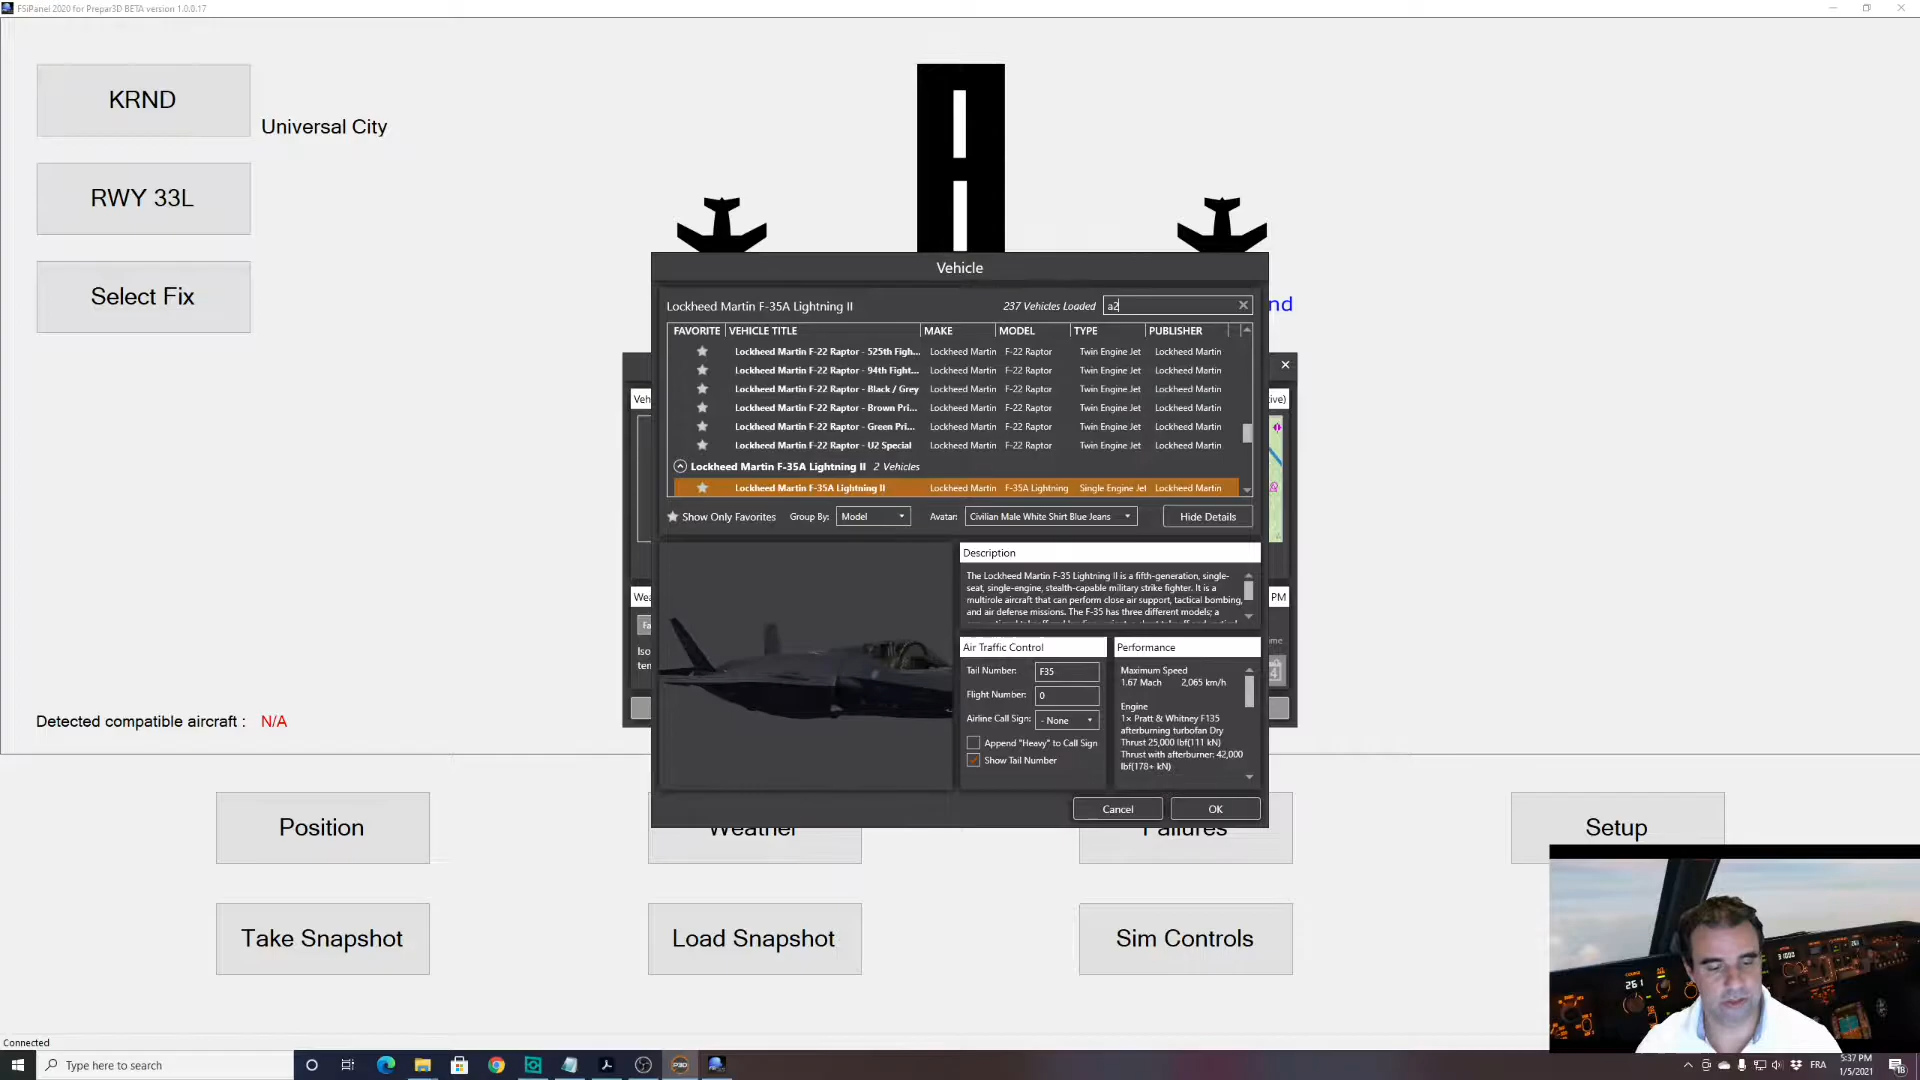 FSiPanel 2020 for Prepar3D BETA version 1.0.0.17
KRND
Universal City
RWY 33L
Select Fix
Vehicle
Lockheed Martin F-35A Lightning II
237 Vehicles Loaded
a2
nd
FAVORITE VEHICLE TITLE MAKE MODEL TYPE PUBLISHER
Lockheed Martin F-22 Raptor - 525th Figh... Lockheed Martin F-22 Raptor Twin Engine Jet Lockheed Martin
Lockheed Martin F-22 Raptor - 94th Fight... Lockheed Martin F-22 Raptor Twin Engine Jet Lockheed Martin
Lockheed Martin F-22 Raptor - Black / Grey Lockheed Martin F-22 Raptor Twin Engine Jet Lockheed Martin
Lockheed Martin F-22 Raptor - Brown Pri... Lockheed Martin F-22 Raptor Twin Engine Jet Lockheed Martin
Lockheed Martin F-22 Raptor - Green Pri... Lockheed Martin F-22 Raptor Twin Engine Jet Lockheed Martin
Lockheed Martin F-22 Raptor - U2 Special Lockheed Martin F-22 Raptor Twin Engine Jet Lockheed Martin
Lockheed Martin F-35A Lightning II 2 Vehicles
Lockheed Martin F-35A Lightning II Lockheed Martin F-35A Lightning Single Engine Jet Lockheed Martin
Show Only Favorites Group By: Model Avatar: Civilian Male White Shirt Blue Jeans Hide Details
Description
The Lockheed Martin F-35 Lightning II is a fifth-generation, single-
seat, single-engine, stealth-capable military strike fighter. It is a
multirole aircraft that can perform close air support, tactical bombing,
and air defense missions. The F-35 has three different models; a
PM
Air Traffic Control
Tail Number: F35
Flight Number: 0
Airline Call Sign: - None
Append "Heavy" to Call Sign
Show Tail Number
Performance
Maximum Speed
1.67 Mach 2,065 km/h
Engine
1× Pratt & Whitney F135
afterburning turbofan Dry
Thrust 25,000 lbf(111 kN)
Thrust with afterburner: 42,000
lbf(178+ kN)
Cancel OK
Detected compatible aircraft : N/A
Position
Weather
Failures
Setup
Take Snapshot
Load Snapshot
Sim Controls
261
Connected
Type here to search
P3D
FRA
5:37 PM
1/5/2021